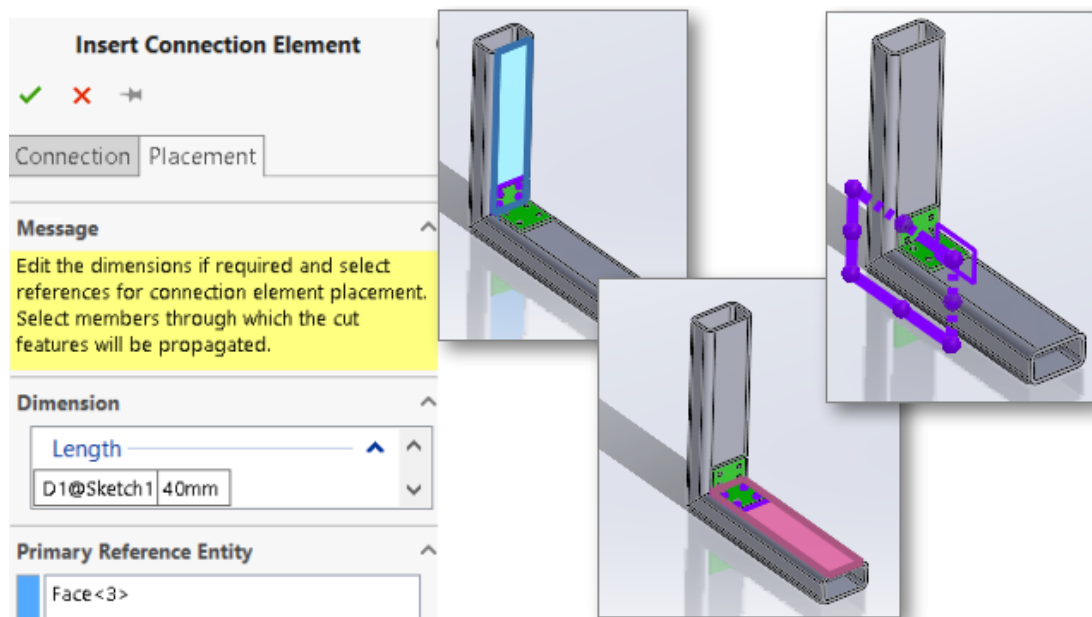 Insert Connection Element
Connection Placement
Message
Edit the dimensions if required and select
references for connection element placement.
Select members through which the cut
features will be propagated.
Dimension
Length
D1@Sketch1 40mm
Primary Reference Entity
Face<3>